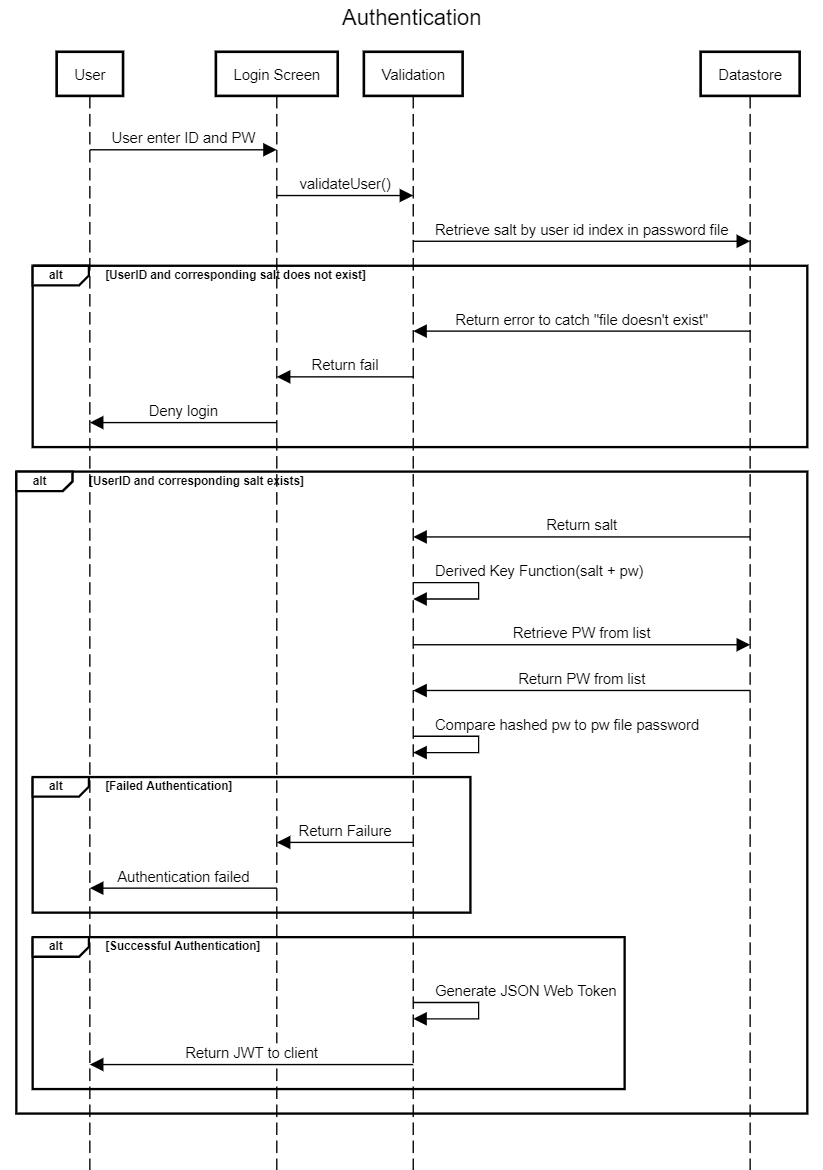 Authentication
User
Login Screen
Validation
Datastore
User enter ID and PW
validateUser()
Retrieve salt by user id index in password file
alt
[UserID and corresponding salt does not exist]
Return error to catch "file doesn't exist"
Return fail
Deny login
alt
[UserID and corresponding salt exists]
Return salt
Derived Key Function(salt + pw)
Retrieve PW from list
Return PW from list
Compare hashed pw to pw file password
alt
[Failed Authentication]
Return Failure
Authentication failed
alt
[Successful Authentication]
Generate JSON Web Token
Return JWT to client